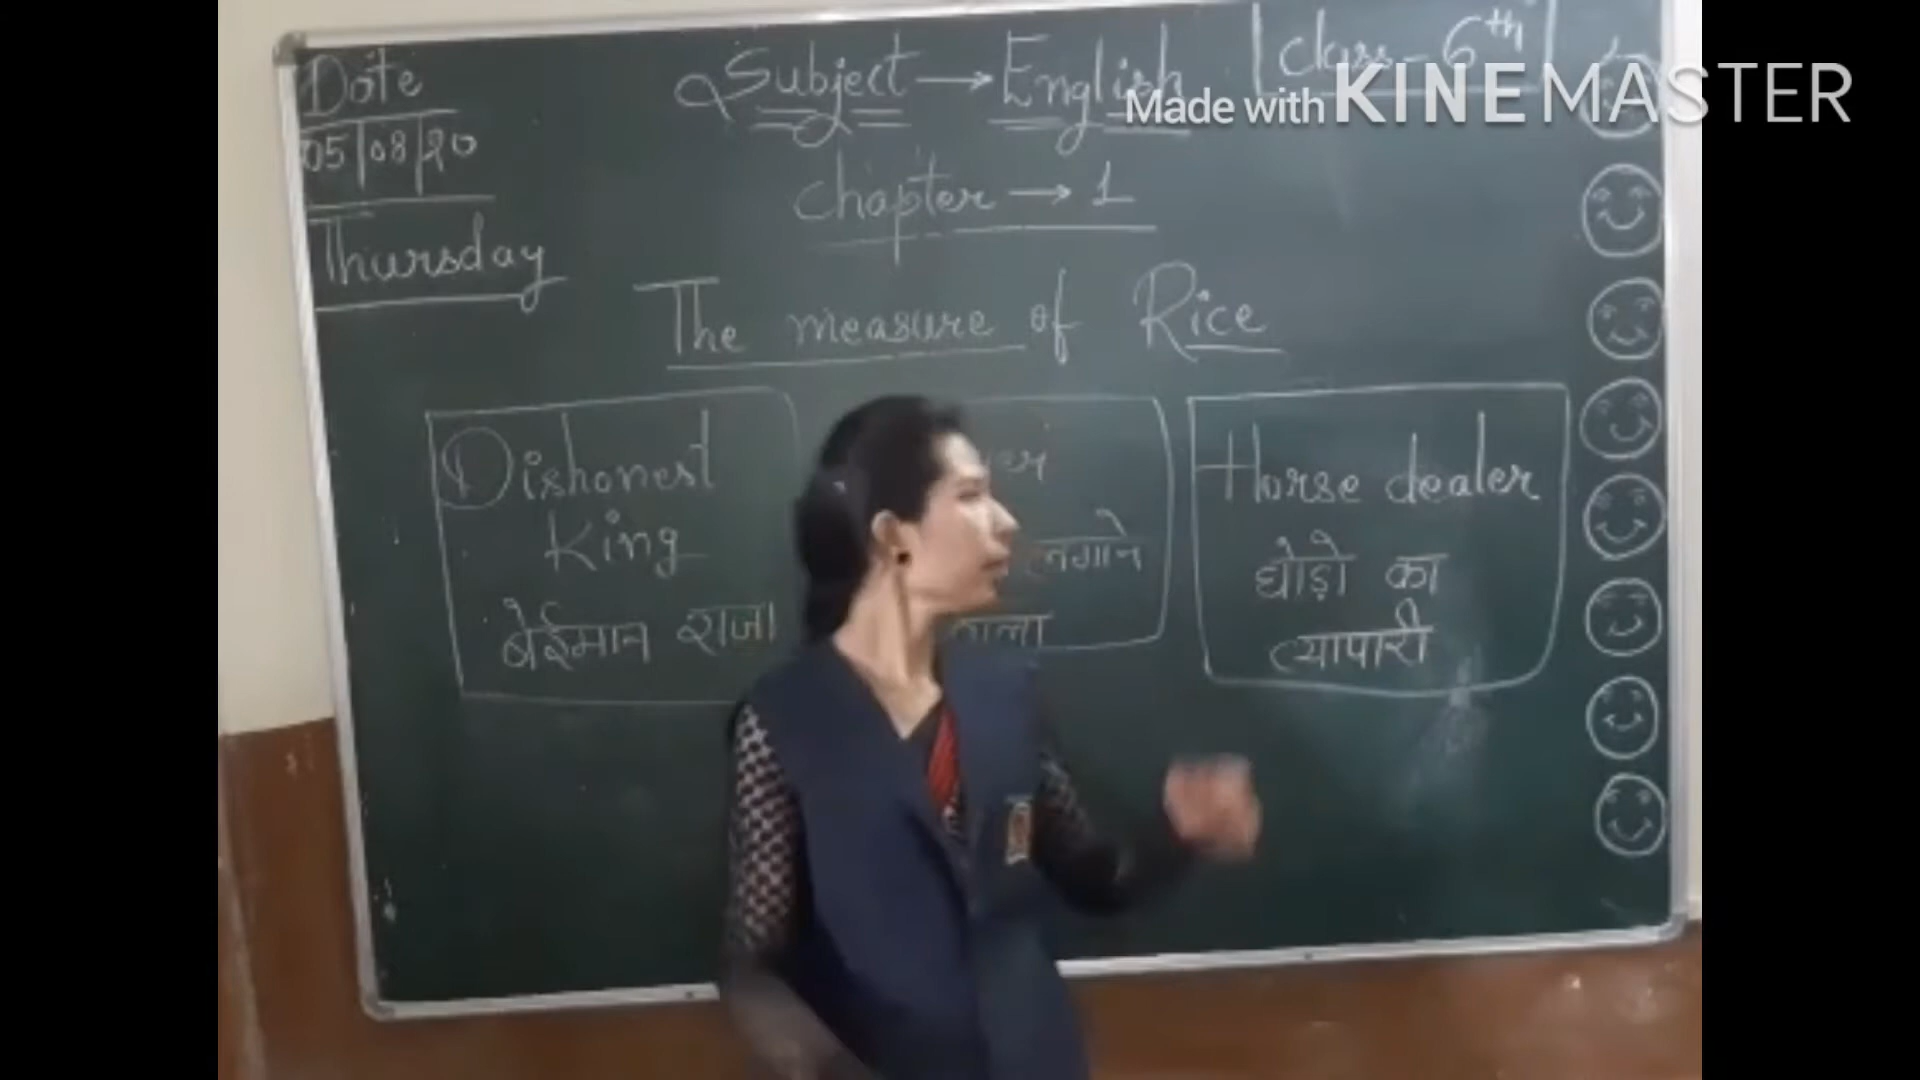 Date
05|08|20
Thursday
Subject → English
Class - 6th
Made with KINEMASTER
Chapter → 1
The measure of Rice
Dishonest
King
बेईमान राजा
लगाने
वाला
Horse dealer
घोड़ो का
व्यापारी